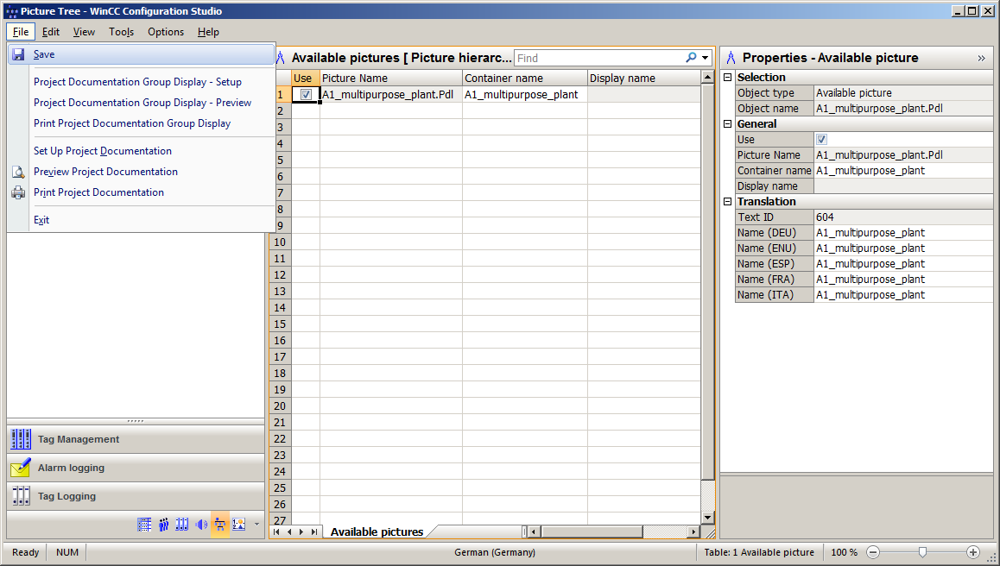 Picture Tree - WinCC Configuration Studio
File Edit View Tools Options Help
Save
Project Documentation Group Display - Setup
Project Documentation Group Display - Preview
Print Project Documentation Group Display
Set Up Project Documentation
Preview Project Documentation
Print Project Documentation
Exit
Tag Management
Alarm logging
Tag Logging
Available pictures [ Picture hierarc... Find
Use Picture Name Container name Display name
1 A1_multipurpose_plant.Pdl A1_multipurpose_plant
2
3
4
5
6
7
8
9
10
11
12
13
14
15
16
17
18
19
20
21
22
23
24
25
26
27
Available pictures
Properties - Available picture »
Selection
Object type Available picture
Object name A1_multipurpose_plant.Pdl
General
Use
Picture Name A1_multipurpose_plant.Pdl
Container name A1_multipurpose_plant
Display name
Translation
Text ID 604
Name (DEU) A1_multipurpose_plant
Name (ENU) A1_multipurpose_plant
Name (ESP) A1_multipurpose_plant
Name (FRA) A1_multipurpose_plant
Name (ITA) A1_multipurpose_plant
Ready NUM German (Germany) Table: 1 Available picture 100 %